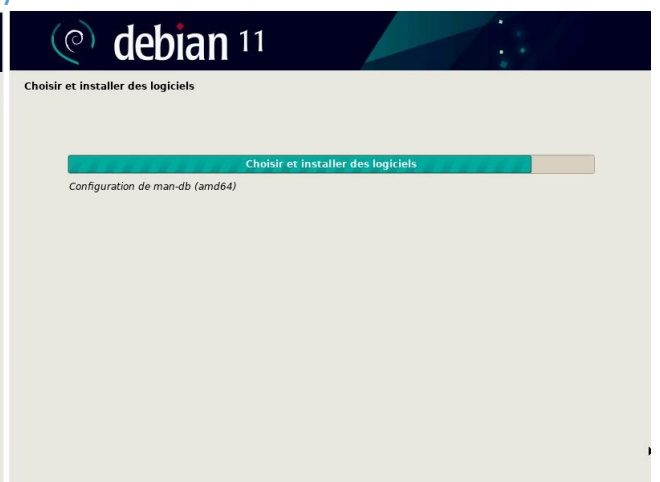 debian 11
Choisir et installer des logiciels
Choisir et installer des logiciels
Configuration de man-db (amd64)